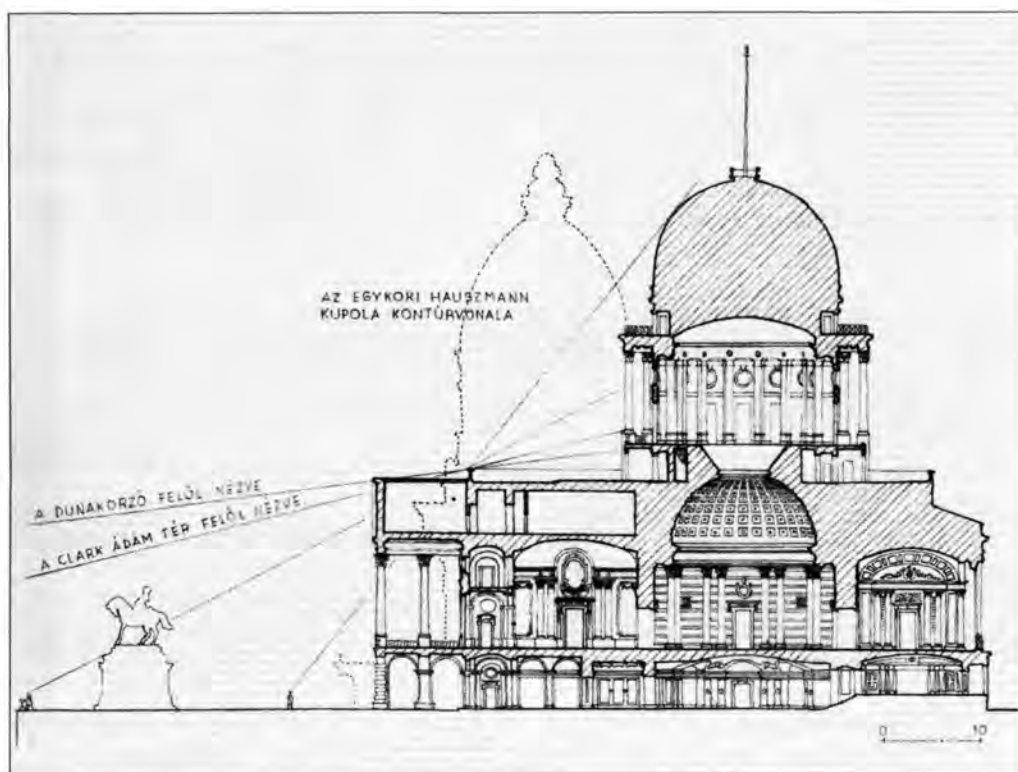 AZ EGYKORI HAUSZMANN
KUPOLA KONTÚRVONALA
A DUNAKORZÓ FELŐL NÉZVE
A CLARK ÁDÁM TÉR FELŐL NÉZVE
0 10